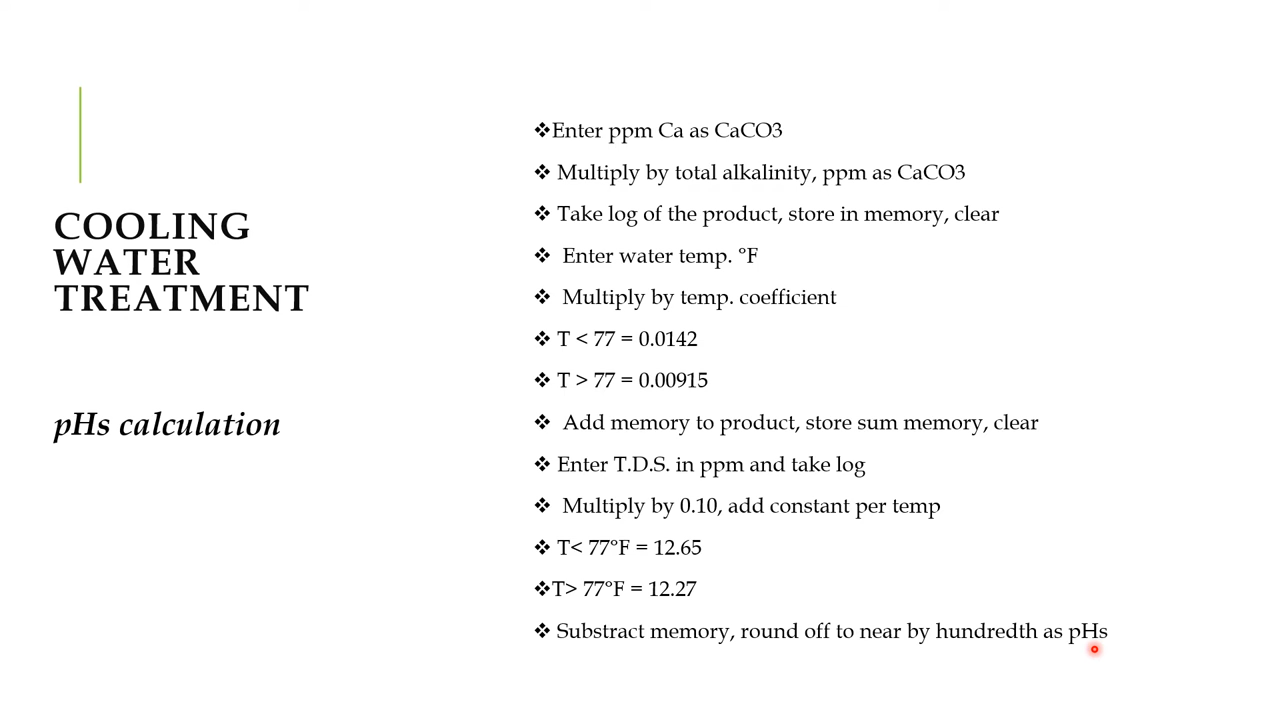 COOLING
WATER
TREATMENT
pHs calculation
❖Enter ppm Ca as CaCO3
❖ Multiply by total alkalinity, ppm as CaCO3
❖ Take log of the product, store in memory, clear
❖ Enter water temp. °F
❖ Multiply by temp. coefficient
❖ T < 77 = 0.0142
❖ T > 77 = 0.00915
❖ Add memory to product, store sum memory, clear
❖ Enter T.D.S. in ppm and take log
❖ Multiply by 0.10, add constant per temp
❖ T< 77°F = 12.65
❖T> 77°F = 12.27
❖ Substract memory, round off to near by hundredth as pHs